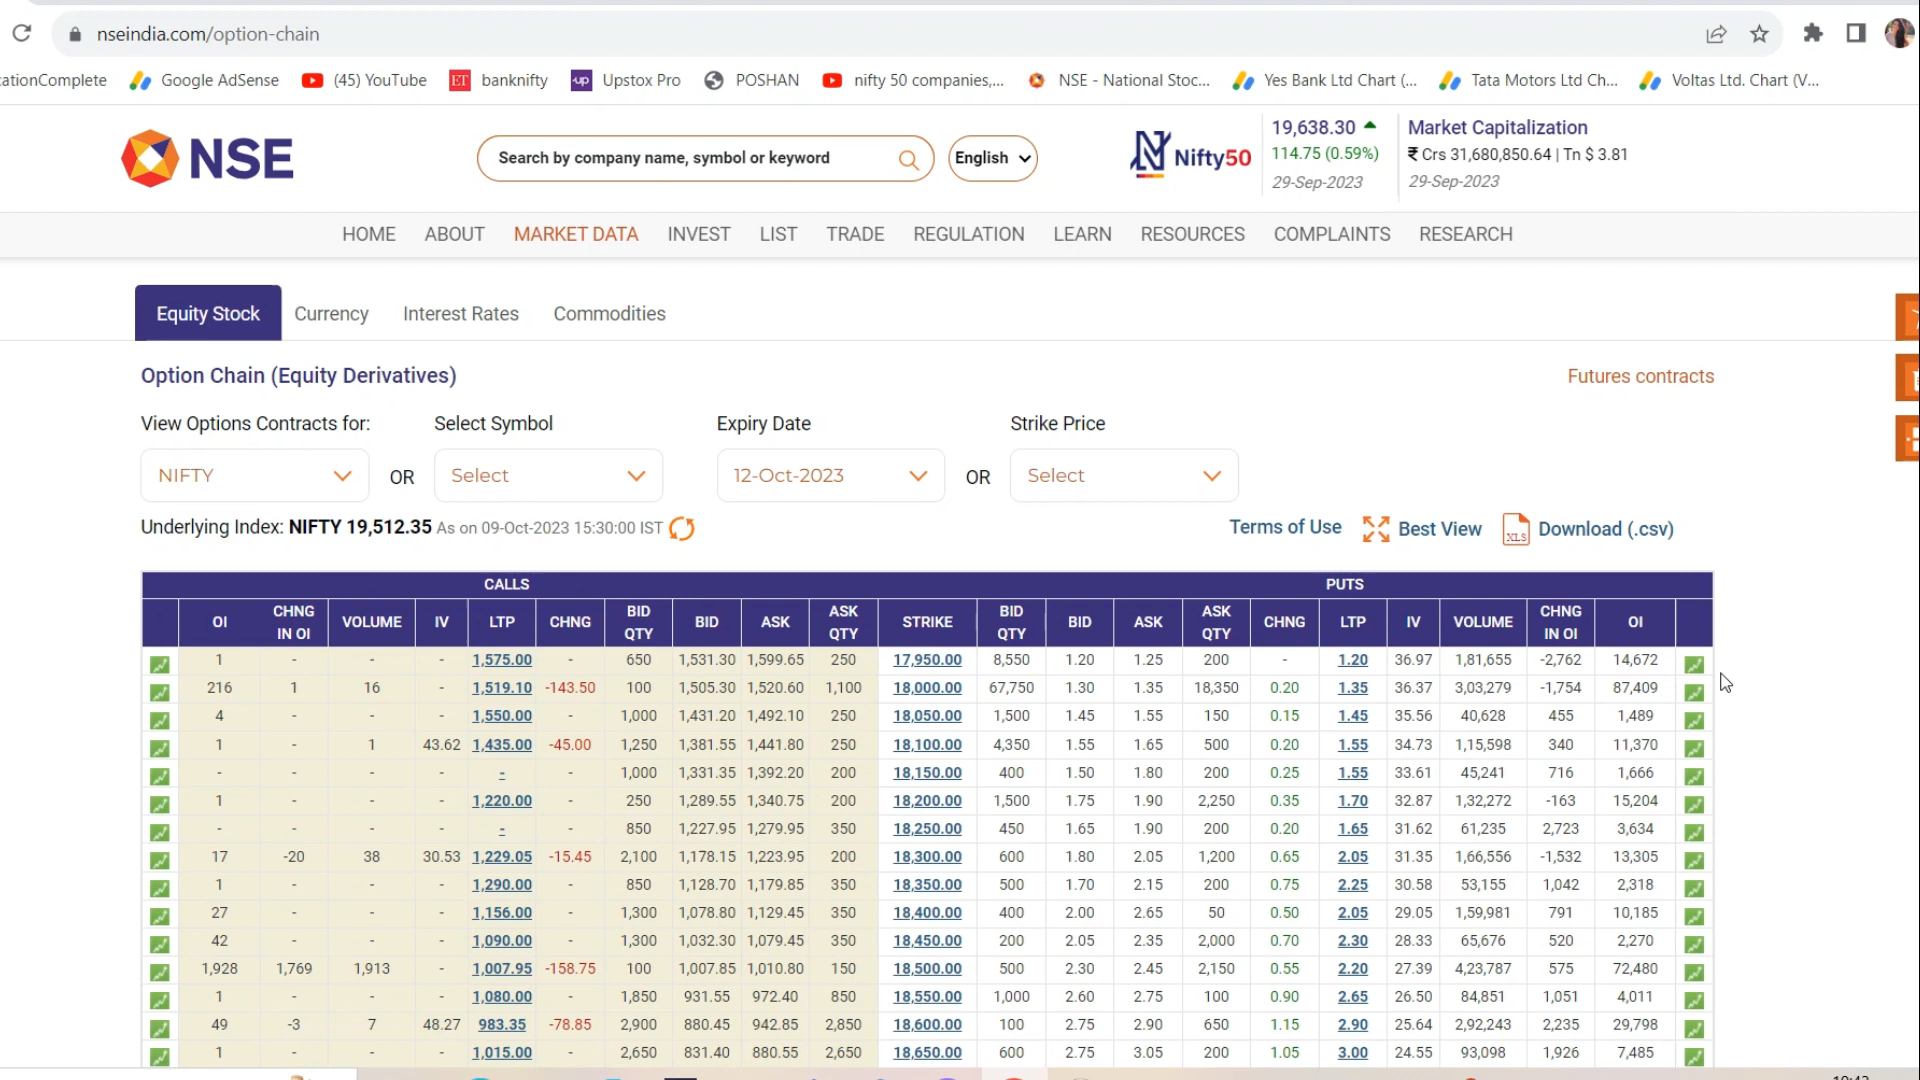 nseindia.com/option-chain
cationComplete Google AdSense (45) YouTube ET banknifty up Upstox Pro POSHAN nifty 50 companies,... NSE - National Stoc... Yes Bank Ltd Chart (... Tata Motors Ltd Ch... Voltas Ltd. Chart (V...
NSE Search by company name, symbol or keyword English Nifty50
19,638.30
114.75 (0.59%)
29-Sep-2023
Market Capitalization
₹ Crs 31,680,850.64 | Tn $ 3.81
29-Sep-2023
HOME ABOUT MARKET DATA INVEST LIST TRADE REGULATION LEARN RESOURCES COMPLAINTS RESEARCH
Equity Stock Currency Interest Rates Commodities
Option Chain (Equity Derivatives) Futures contracts
View Options Contracts for: Select Symbol Expiry Date Strike Price
NIFTY OR Select 12-Oct-2023 OR Select
Underlying Index: NIFTY 19,512.35 As on 09-Oct-2023 15:30:00 IST Terms of Use Best View XLS Download (.csv)
CALLS PUTS
OI CHNG IN OI VOLUME IV LTP CHNG BID QTY BID ASK ASK QTY STRIKE BID QTY BID ASK ASK QTY CHNG LTP IV VOLUME CHNG IN OI OI
1 - - - 1,575.00 - 650 1,531.30 1,599.65 250 17,950.00 8,550 1.20 1.25 200 - 1.20 36.97 1,81,655 -2,762 14,672
216 1 16 - 1,519.10 -143.50 100 1,505.30 1,520.60 1,100 18,000.00 67,750 1.30 1.35 18,350 0.20 1.35 36.37 3,03,279 -1,754 87,409
4 - - - 1,550.00 - 1,000 1,431.20 1,492.10 250 18,050.00 1,500 1.45 1.55 150 0.15 1.45 35.56 40,628 455 1,489
1 - 1 43.62 1,435.00 -45.00 1,250 1,381.55 1,441.80 250 18,100.00 4,350 1.55 1.65 500 0.20 1.55 34.73 1,15,598 340 11,370
- - - - - - 1,000 1,331.35 1,392.20 200 18,150.00 400 1.50 1.80 200 0.25 1.55 33.61 45,241 716 1,666
1 - - - 1,220.00 - 250 1,289.55 1,340.75 200 18,200.00 1,500 1.75 1.90 2,250 0.35 1.70 32.87 1,32,272 -163 15,204
- - - - - - 850 1,227.95 1,279.95 350 18,250.00 450 1.65 1.90 200 0.20 1.65 31.62 61,235 2,723 3,634
17 -20 38 30.53 1,229.05 -15.45 2,100 1,178.15 1,223.95 200 18,300.00 600 1.80 2.05 1,200 0.65 2.05 31.35 1,66,556 -1,532 13,305
1 - - - 1,290.00 - 850 1,128.70 1,179.85 350 18,350.00 500 1.70 2.15 200 0.75 2.25 30.58 53,155 1,042 2,318
27 - - - 1,156.00 - 1,300 1,078.80 1,129.45 350 18,400.00 400 2.00 2.65 50 0.50 2.05 29.05 1,59,981 791 10,185
42 - - - 1,090.00 - 1,300 1,032.30 1,079.45 350 18,450.00 200 2.05 2.35 2,000 0.70 2.30 28.33 65,676 520 2,270
1,928 1,769 1,913 - 1,007.95 -158.75 100 1,007.85 1,010.80 150 18,500.00 500 2.30 2.45 2,150 0.55 2.20 27.39 4,23,787 575 72,480
1 - - - 1,080.00 - 1,850 931.55 972.40 850 18,550.00 1,000 2.60 2.75 100 0.90 2.65 26.50 84,851 1,051 4,011
49 -3 7 48.27 983.35 -78.85 2,900 880.45 942.85 2,850 18,600.00 100 2.75 2.90 650 1.15 2.90 25.64 2,92,243 2,235 29,798
1 - - - 1,015.00 - 2,650 831.40 880.55 2,650 18,650.00 600 2.75 3.05 200 1.05 3.00 24.55 93,098 1,926 7,485